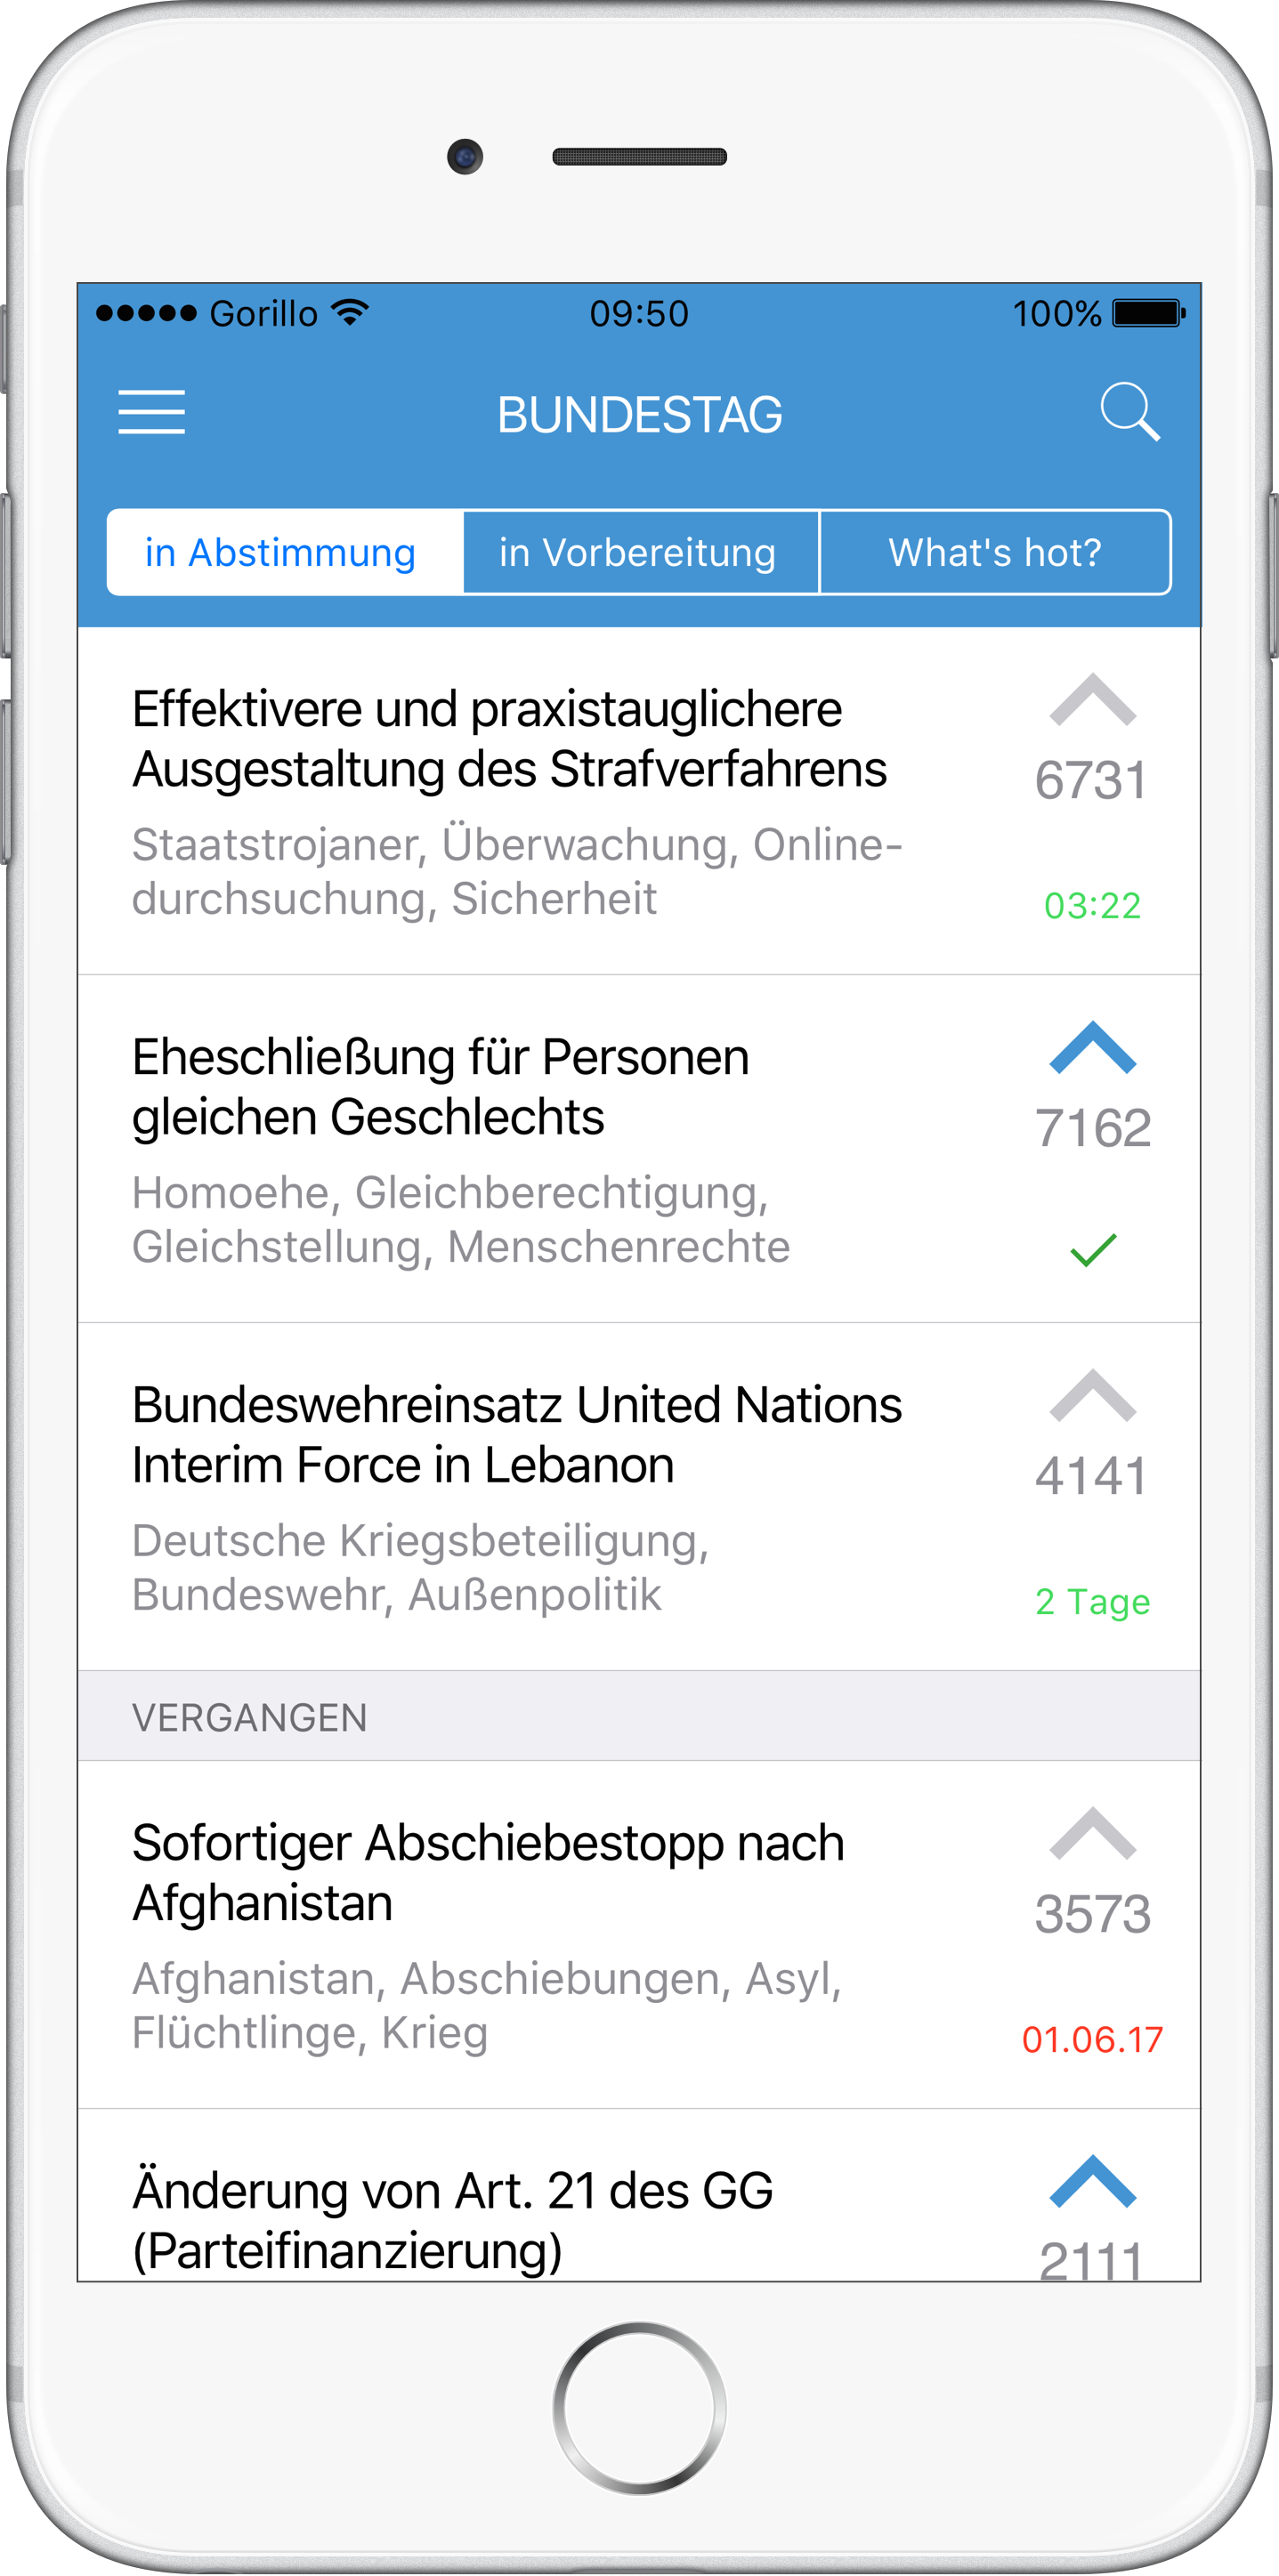 Gorillo 09:50 100%
BUNDESTAG
in Abstimmung in Vorbereitung What's hot?
Effektivere und praxistauglichere
Ausgestaltung des Strafverfahrens
6731
Staatstrojaner, Überwachung, Online-
durchsuchung, Sicherheit
03:22
Eheschließung für Personen
gleichen Geschlechts
7162
Homoehe, Gleichberechtigung,
Gleichstellung, Menschenrechte
Bundeswehreinsatz United Nations
Interim Force in Lebanon
4141
Deutsche Kriegsbeteiligung,
Bundeswehr, Außenpolitik
2 Tage
VERGANGEN
Sofortiger Abschiebestopp nach
Afghanistan
3573
Afghanistan, Abschiebungen, Asyl,
Flüchtlinge, Krieg
01.06.17
Änderung von Art. 21 des GG
(Parteifinanzierung)
2111